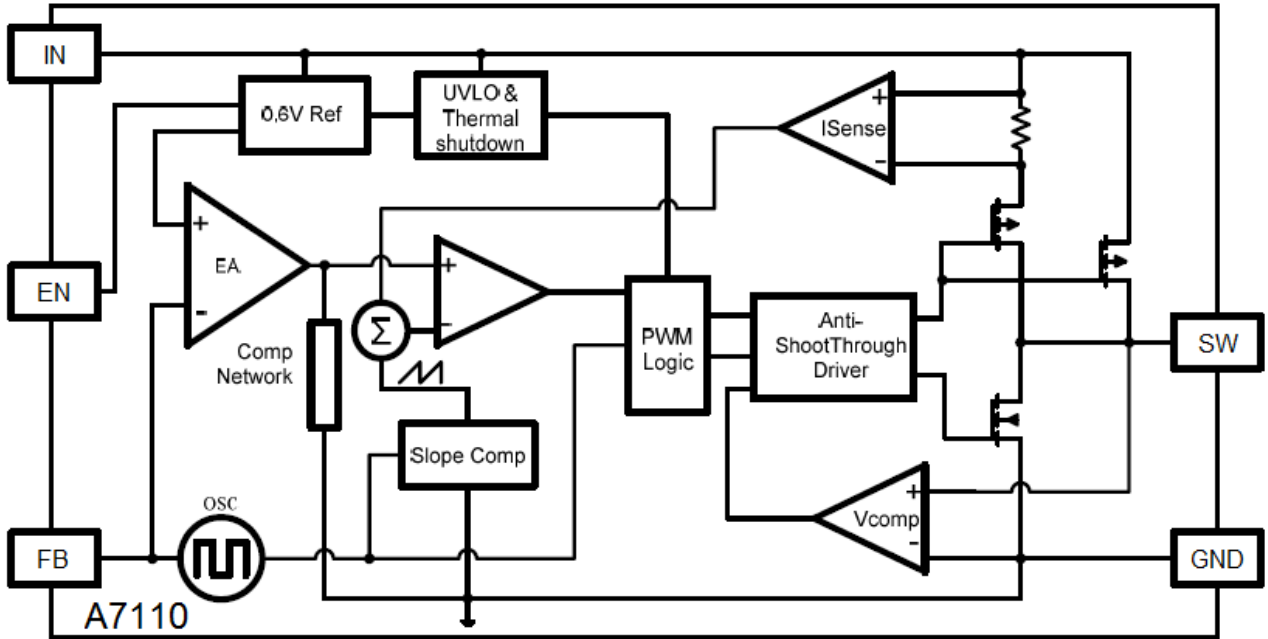 IN
0.6V Ref
UVLO &
Thermal
shutdown
+
ISense
-
+
EA.
-
EN
+
-
Σ
Comp
Network
PWM
Logic
Anti-
ShootThrough
Driver
SW
Slope Comp
OSC
+
Vcomp
-
FB
GND
A7110